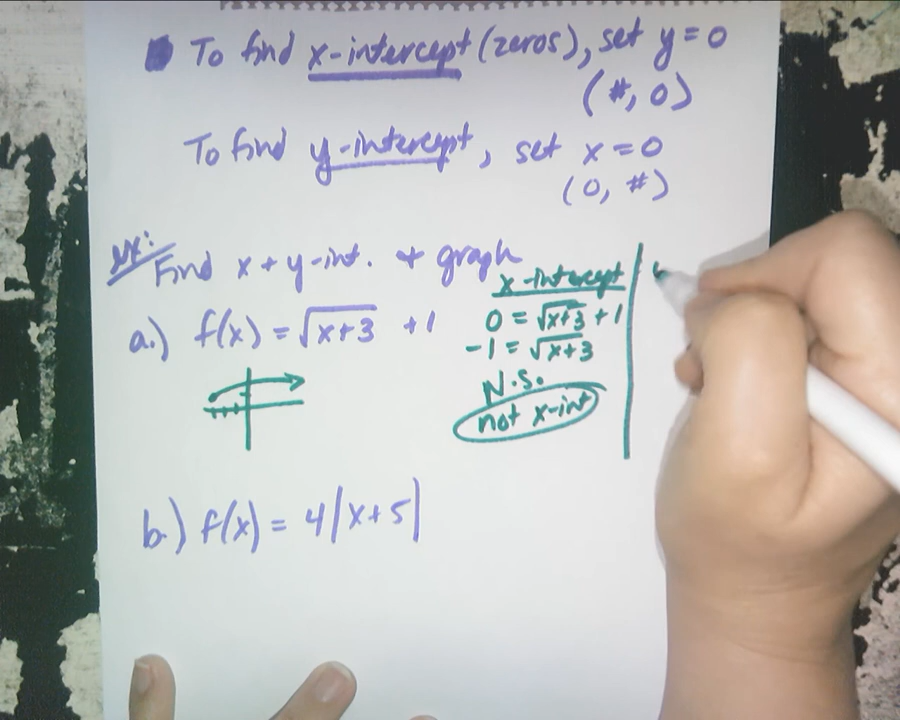 To find x-intercept (zeros), set y=0
(#, 0)
To find y-intercept, set x=0
(0, #)
Ex:
Find x + y-int. + graph
a.) f(x) = √x+3 +1
x-intercept
0 = √x+3 + 1
-1 = √x+3
N.S.
not x-int
b.) f(x) = 4|x+5|